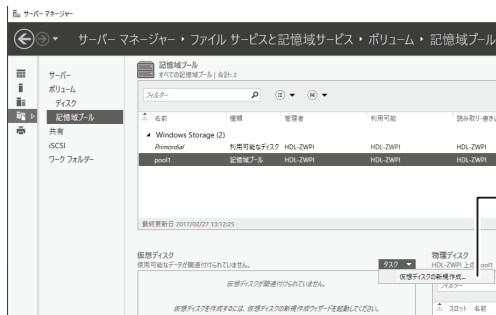 サーバー マネージャー
サーバー マネージャー ・ ファイル サービスと記憶域サービス ・ ボリューム ・ 記憶域プール
サーバー
ボリューム
ディスク
記憶域プール
共有
iSCSI
ワーク フォルダー
記憶域プール
すべての記憶域プール | 合計: 2
フィルター
名前 種類 管理者 利用可能 読み取り-書き
Windows Storage (2)
Primordial 利用可能なディスク HDL-ZWPI HDL-ZWPI HDL-ZWPI
pool1 記憶域プール HDL-ZWPI HDL-ZWPI HDL-ZWPI
最終更新日 2017/02/27 13:12:25
仮想ディスク
使用可能なデータが関連付けられていません。
タスク
仮想ディスクの新規作成...
仮想ディスクが関連付けられていません。
仮想ディスクを作成するには、仮想ディスクの新規作成ウィザードを起動してください。
物理ディスク
HDL-ZWPI 上の pool1
フィルター
スロット 名前